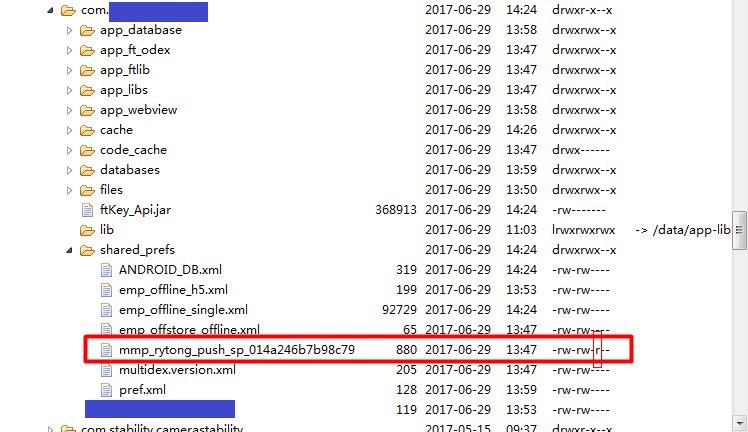 com. 2017-06-29 14:24 drwxr-x--x
app_database 2017-06-29 13:58 drwxrwx--x
app_ft_odex 2017-06-29 13:47 drwxrwx--x
app_ftlib 2017-06-29 13:47 drwxrwx--x
app_libs 2017-06-29 13:47 drwxrwx--x
app_webview 2017-06-29 13:58 drwxrwx--x
cache 2017-06-29 14:26 drwxrwx--x
code_cache 2017-06-29 13:47 drwx------
databases 2017-06-29 13:59 drwxrwx--x
files 2017-06-29 13:50 drwxrwx--x
ftKey_Api.jar 368913 2017-06-29 14:24 -rw-------
lib 2017-06-29 11:03 lrwxrwxrwx -> /data/app-lib
shared_prefs 2017-06-29 14:24 drwxrwx--x
ANDROID_DB.xml 319 2017-06-29 14:24 -rw-rw----
emp_offline_h5.xml 199 2017-06-29 13:53 -rw-rw----
emp_offline_single.xml 92729 2017-06-29 14:24 -rw-rw----
emp_offstore_offline.xml 65 2017-06-29 13:47 -rw-rw----
mmp_rytong_push_sp_014a246b7b98c79 880 2017-06-29 13:47 -rw-rw-r--
multidex.version.xml 205 2017-06-29 13:47 -rw-rw----
pref.xml 128 2017-06-29 13:59 -rw-rw----
119 2017-06-29 13:53 -rw-rw----
com.stability.camerastability 2017-05-15 09:37 drwxr-x--x